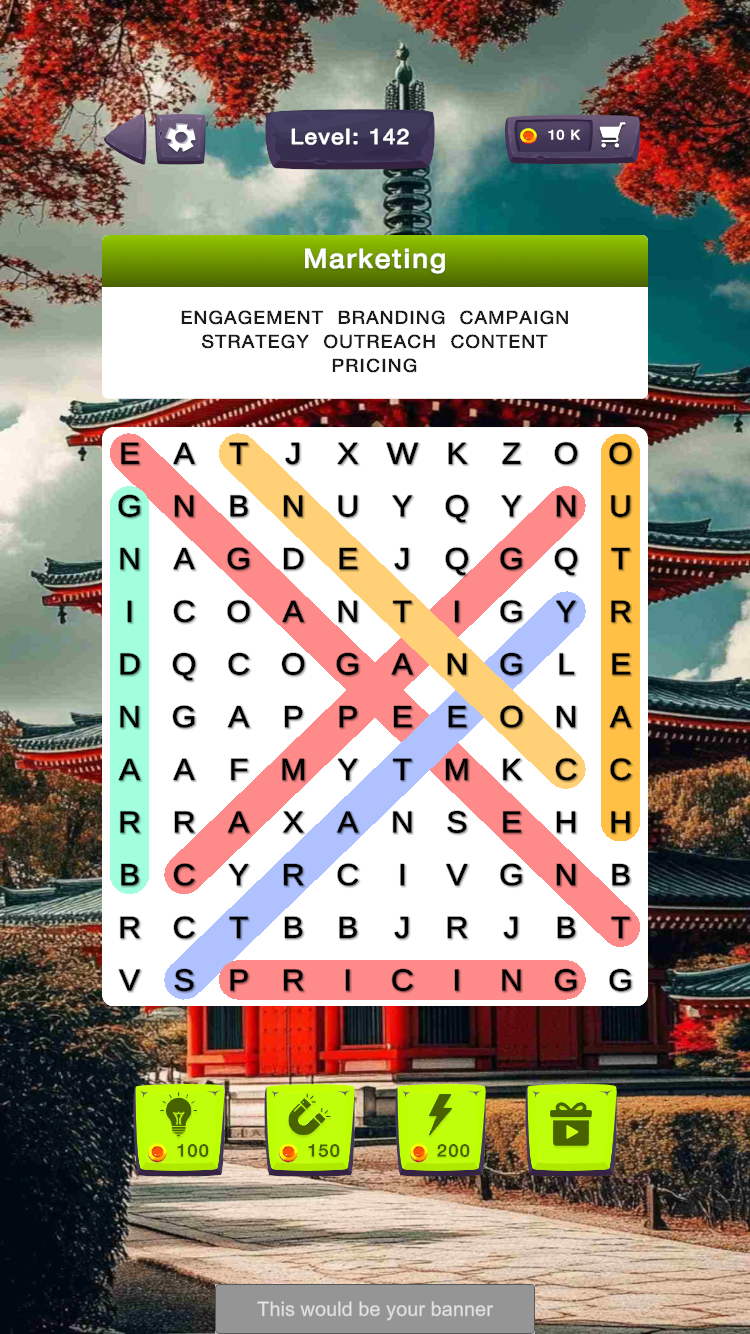 Level: 142
10 K
Marketing
ENGAGEMENT BRANDING CAMPAIGN
STRATEGY OUTREACH CONTENT
PRICING
E A T J X W K Z O O
G N B N U Y Q Y N U
N A G D E J Q G Q T
I C O A N T I G Y R
D Q C O G A N G L E
N G A P P E E O N A
A A F M Y T M K C C
R R A X A N S E H H
B C Y R C I V G N B
R C T B B J R J B T
V S P R I C I N G G
100 150 200
This would be your banner